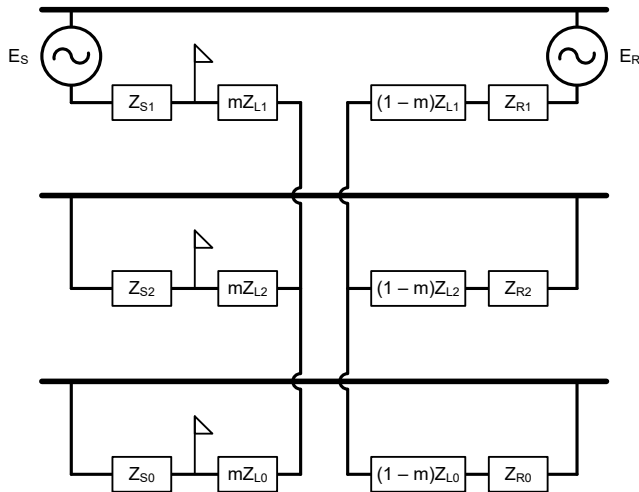 E_S E_R
Z_S1 mZ_L1 (1 – m)Z_L1 Z_R1
Z_S2 mZ_L2 (1 – m)Z_L2 Z_R2
Z_S0 mZ_L0 (1 – m)Z_L0 Z_R0